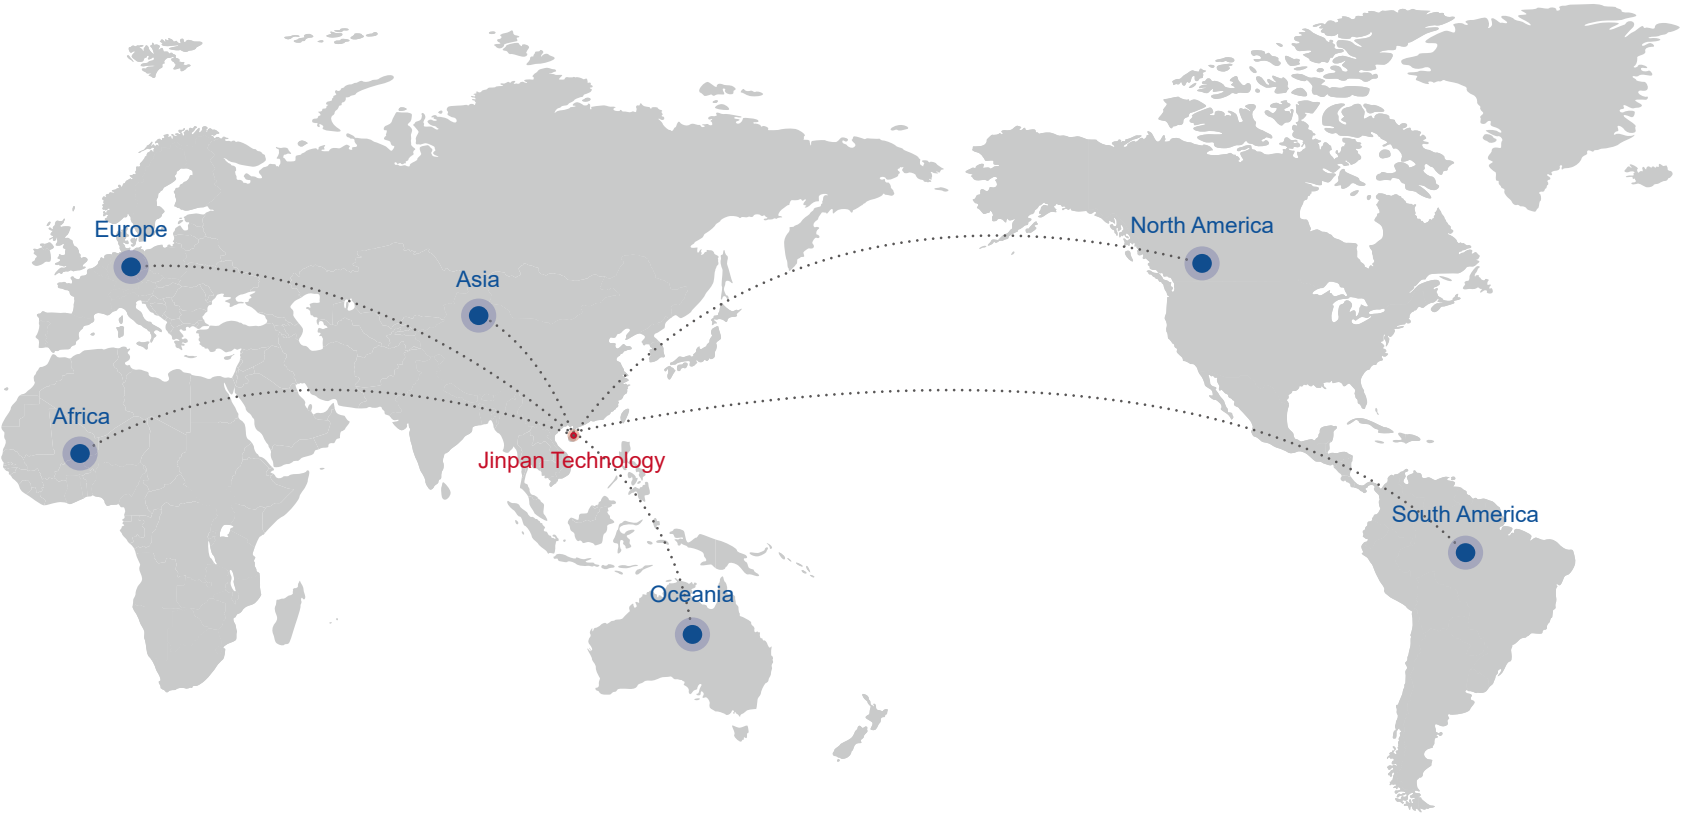 North America
Europe
Asia
Africa
Jinpan Technology
South America
Oceania